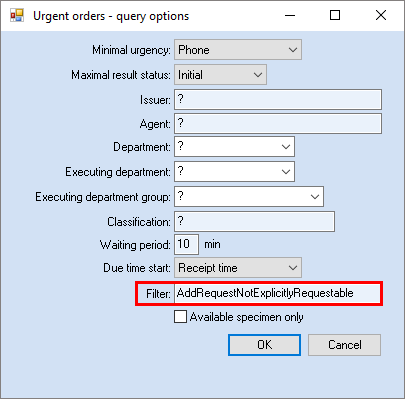 Urgent orders - query options
Minimal urgency: Phone
Maximal result status: Initial
Issuer: ?
Agent: ?
Department: ?
Executing department: ?
Executing department group: ?
Classification: ?
Waiting period: 10 min
Due time start: Receipt time
Filter: AddRequestNotExplicitlyRequestable
Available specimen only
OK Cancel